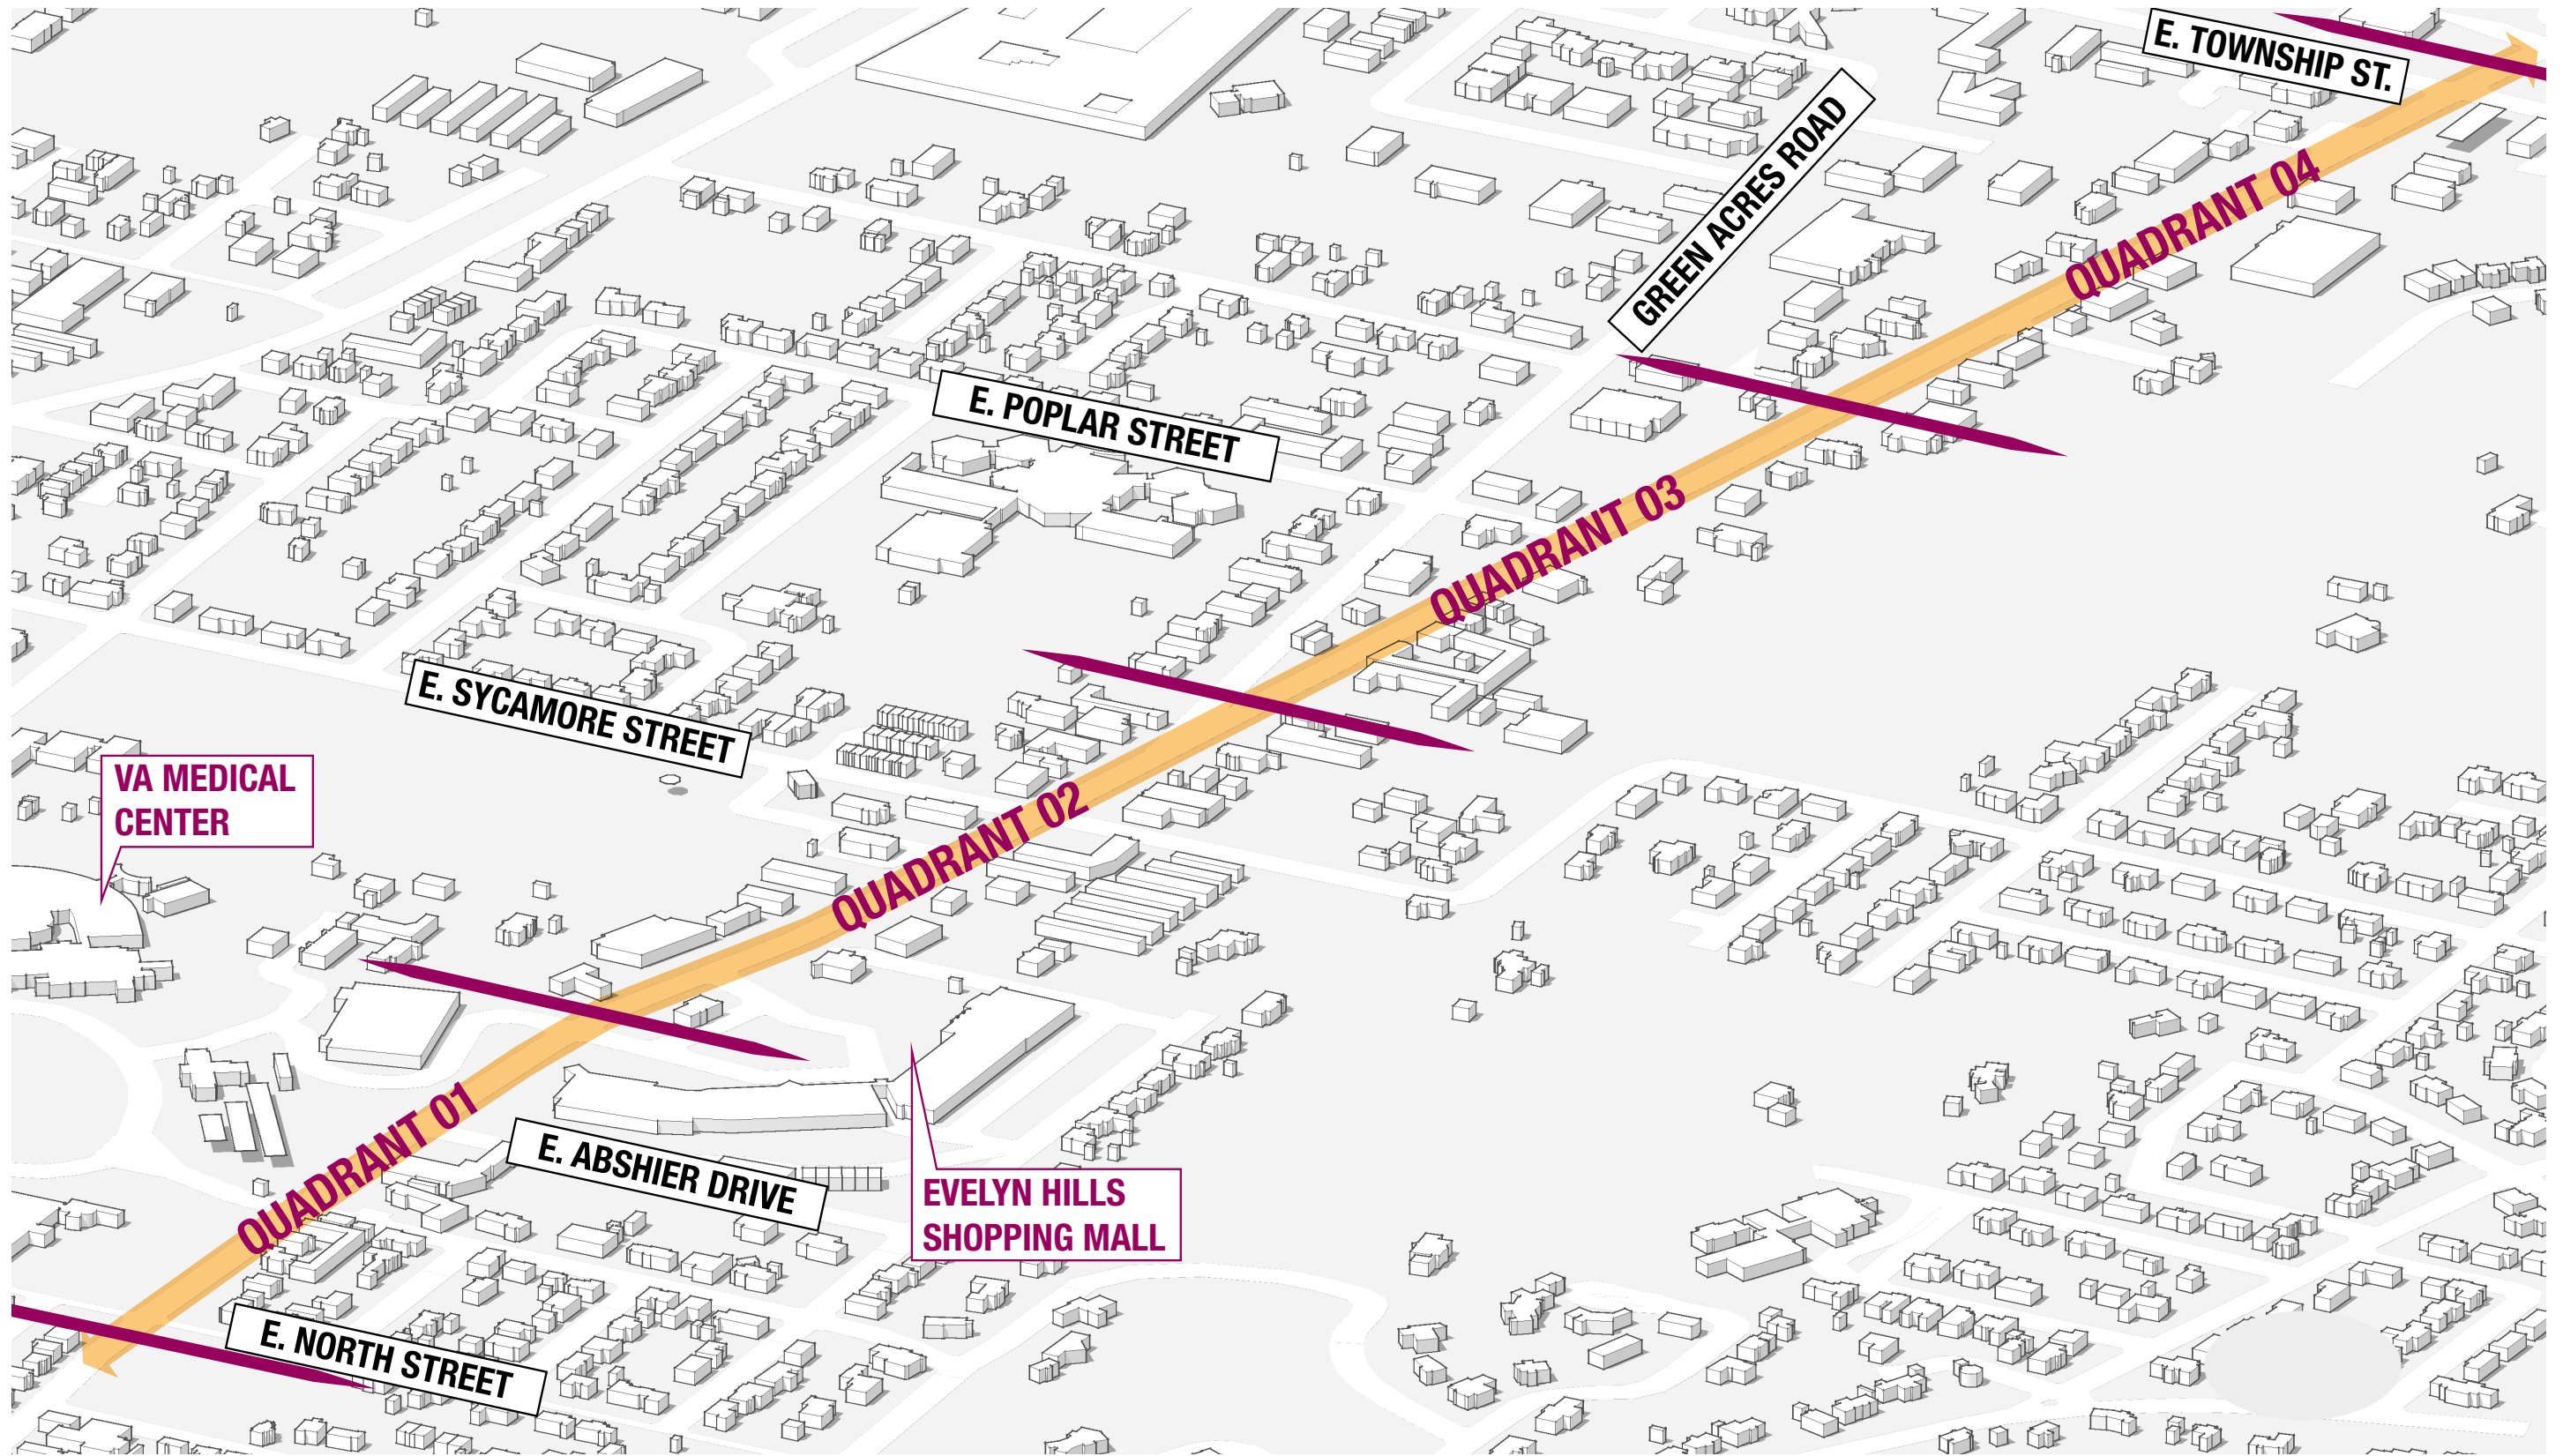 E. TOWNSHIP ST.
GREEN ACRES ROAD
QUADRANT 04
E. POPLAR STREET
QUADRANT 03
E. SYCAMORE STREET
VA MEDICAL
CENTER
QUADRANT 02
QUADRANT 01
E. ABSHIER DRIVE
EVELYN HILLS
SHOPPING MALL
E. NORTH STREET